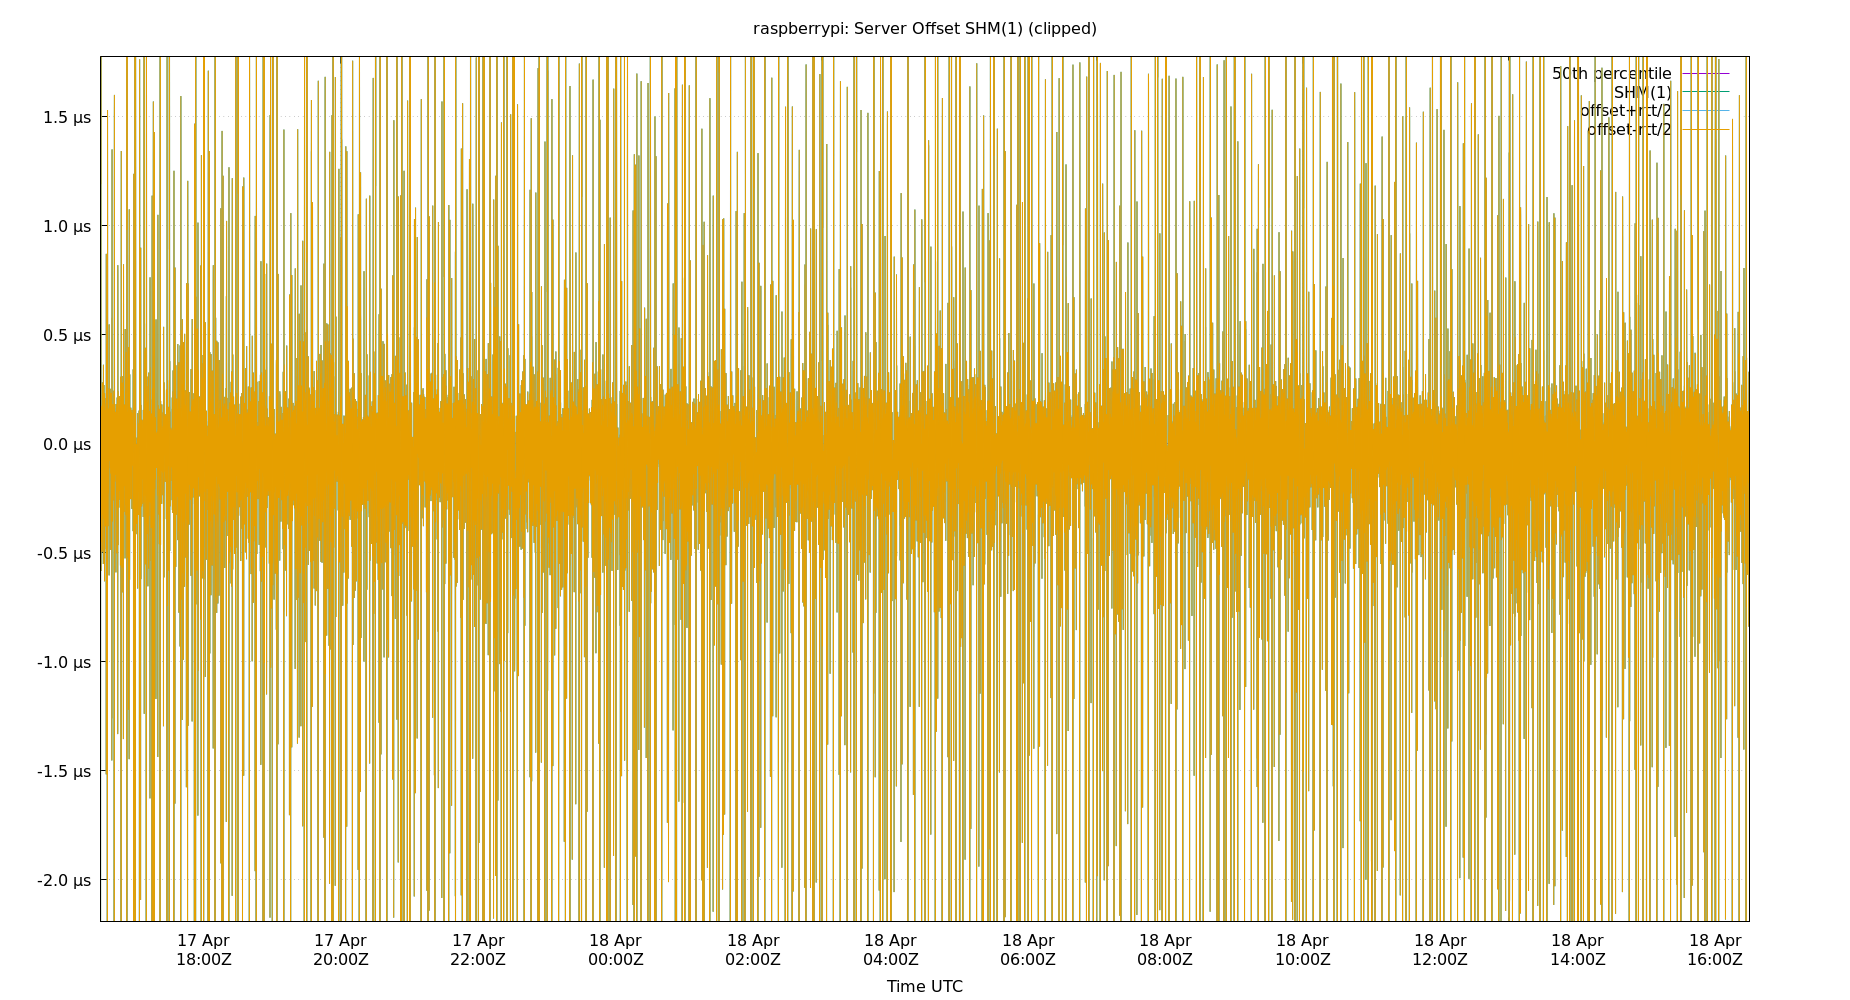 raspberrypi: Server Offset SHM(1) (clipped)
50th percentile
SHM(1)
offset+rtt/2
offset-rtt/2
1.5 µs
1.0 µs
0.5 µs
0.0 µs
-0.5 µs
-1.0 µs
-1.5 µs
-2.0 µs
17 Apr 17 Apr 17 Apr 18 Apr 18 Apr 18 Apr 18 Apr 18 Apr 18 Apr 18 Apr 18 Apr 18 Apr
18:00Z 20:00Z 22:00Z 00:00Z 02:00Z 04:00Z 06:00Z 08:00Z 10:00Z 12:00Z 14:00Z 16:00Z
Time UTC